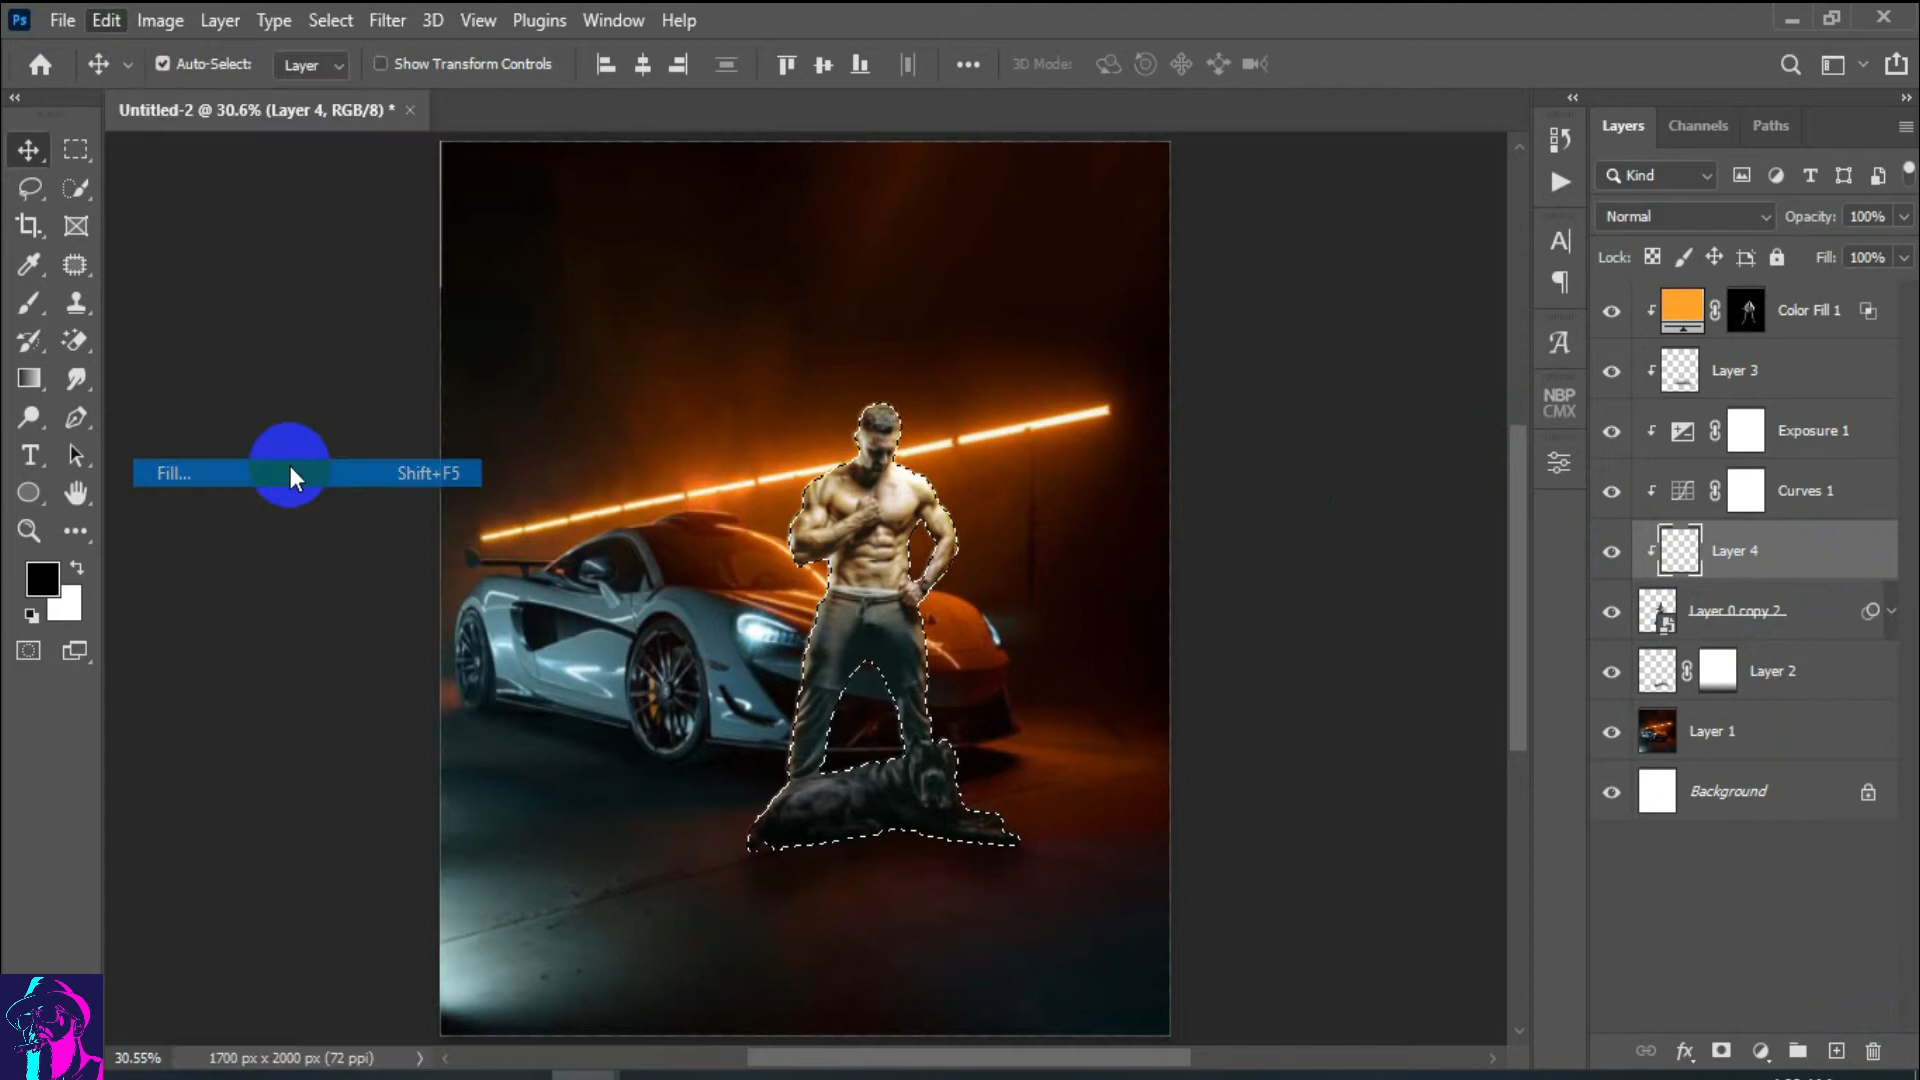 Ps File Edit Image Layer Type Select Filter 3D View Plugins Window Help
Auto-Select: Layer Show Transform Controls 3D Mode:
Untitled-2 @ 30.6% (Layer 4, RGB/8) *
Layers Channels Paths
Kind
Normal Opacity: 100%
Lock: Fill: 100%
Color Fill 1
Layer 3
Exposure 1
Curves 1
Layer 4
Layer 0 copy 2
Layer 2
Layer 1
Background
NBP
CMX
Fill... Shift+F5
30.55% 1700 px x 2000 px (72 ppi)